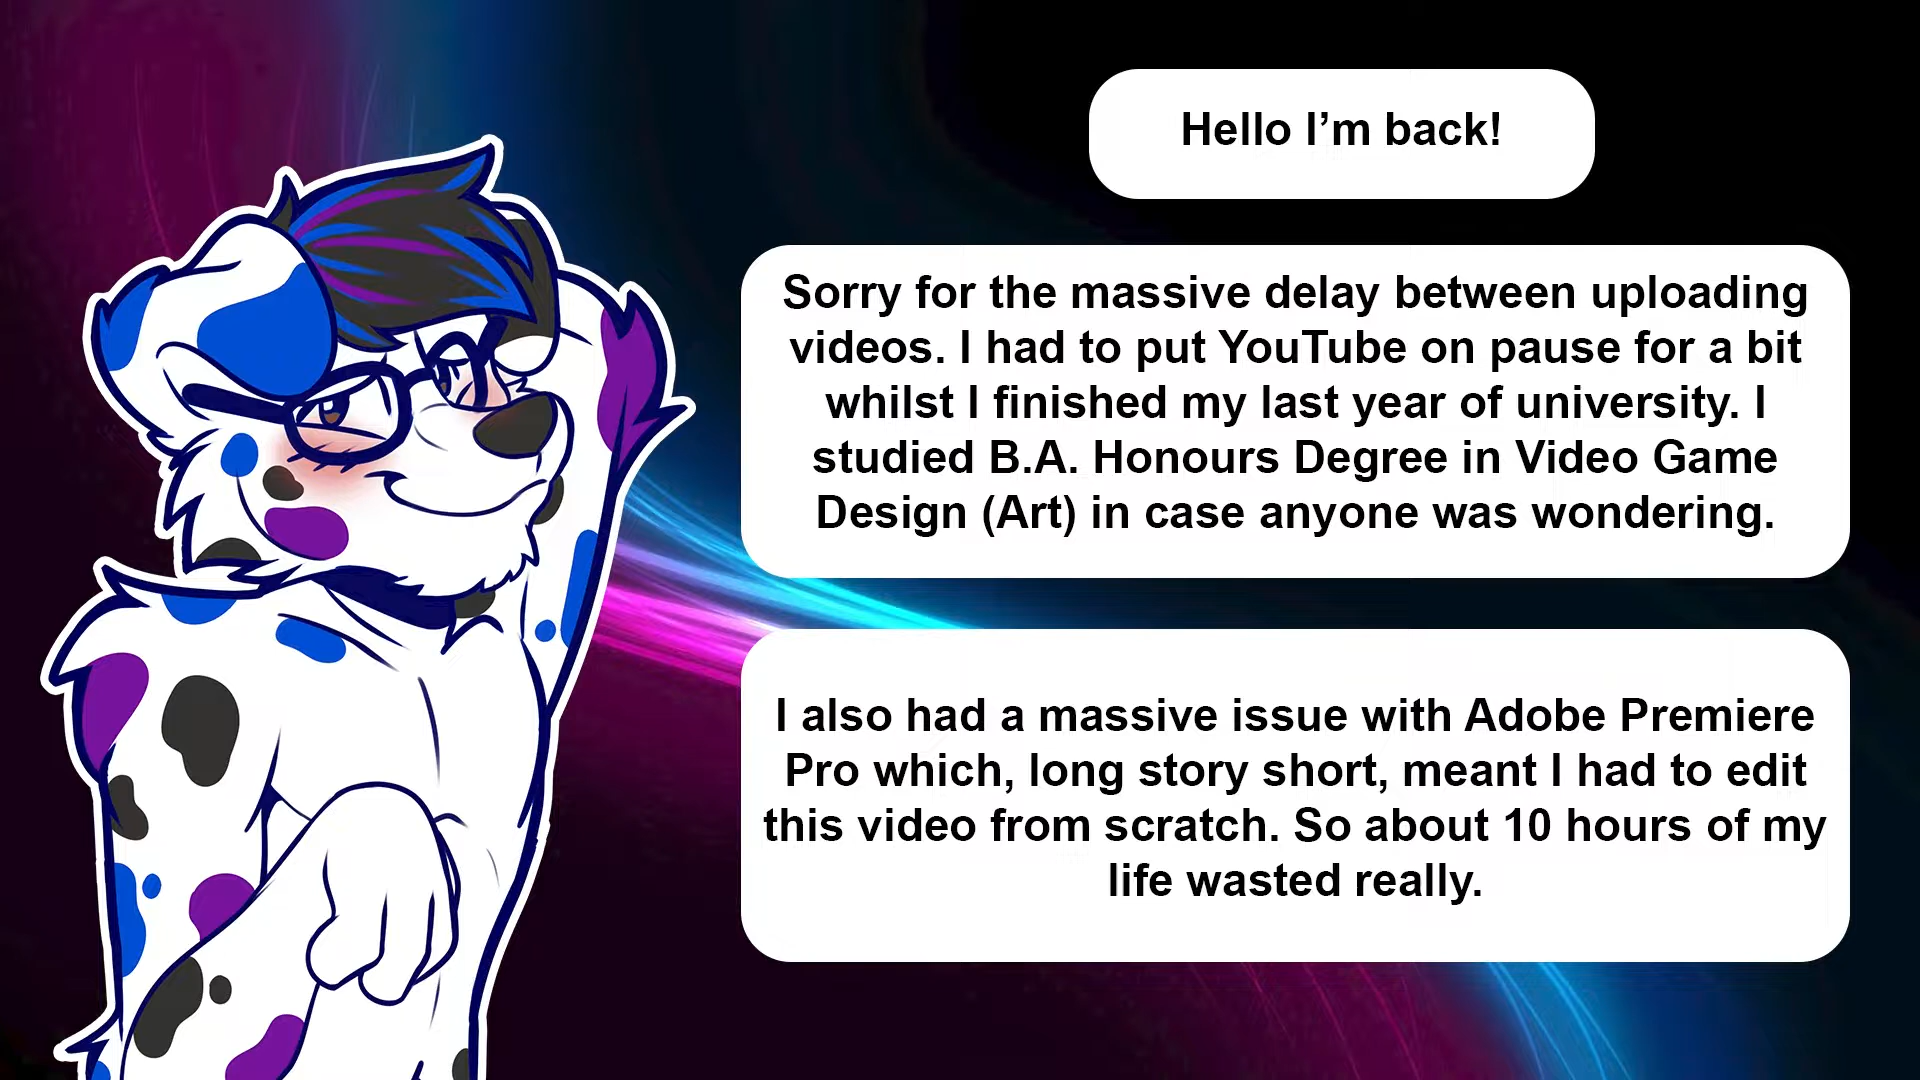 Hello I’m back!
Sorry for the massive delay between uploading
videos. I had to put YouTube on pause for a bit
whilst I finished my last year of university. I
studied B.A. Honours Degree in Video Game
Design (Art) in case anyone was wondering.
I also had a massive issue with Adobe Premiere
Pro which, long story short, meant I had to edit
this video from scratch. So about 10 hours of my
life wasted really.